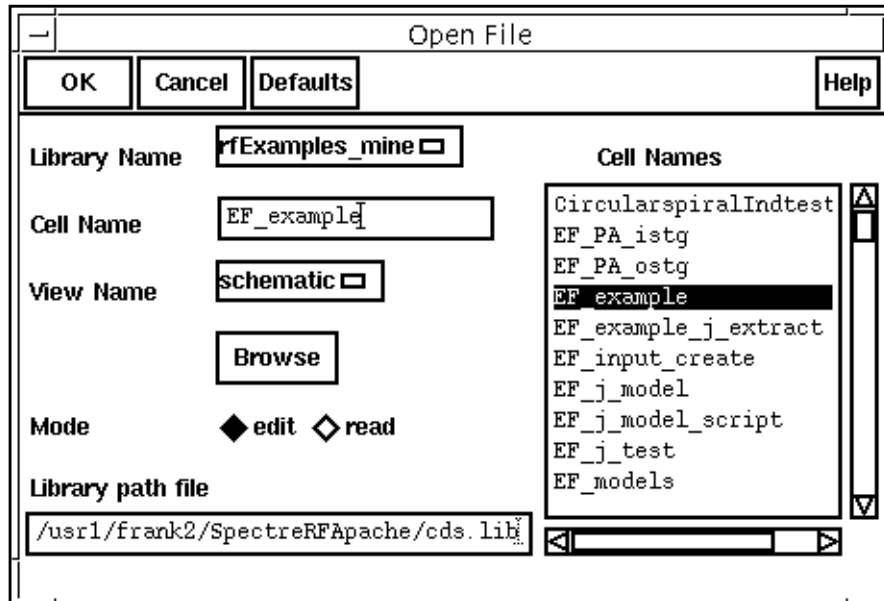 Open File
OK Cancel Defaults Help
Library Name rfExamples_mine
Cell Name EF_example
View Name schematic
Browse
Mode edit read
Library path file
/usr1/frank2/SpectreRFApache/cds.lib
Cell Names
CircularspiralIndtest
EF_PA_istg
EF_PA_ostg
EF_example
EF_example_j_extract
EF_input_create
EF_j_model
EF_j_model_script
EF_j_test
EF_models